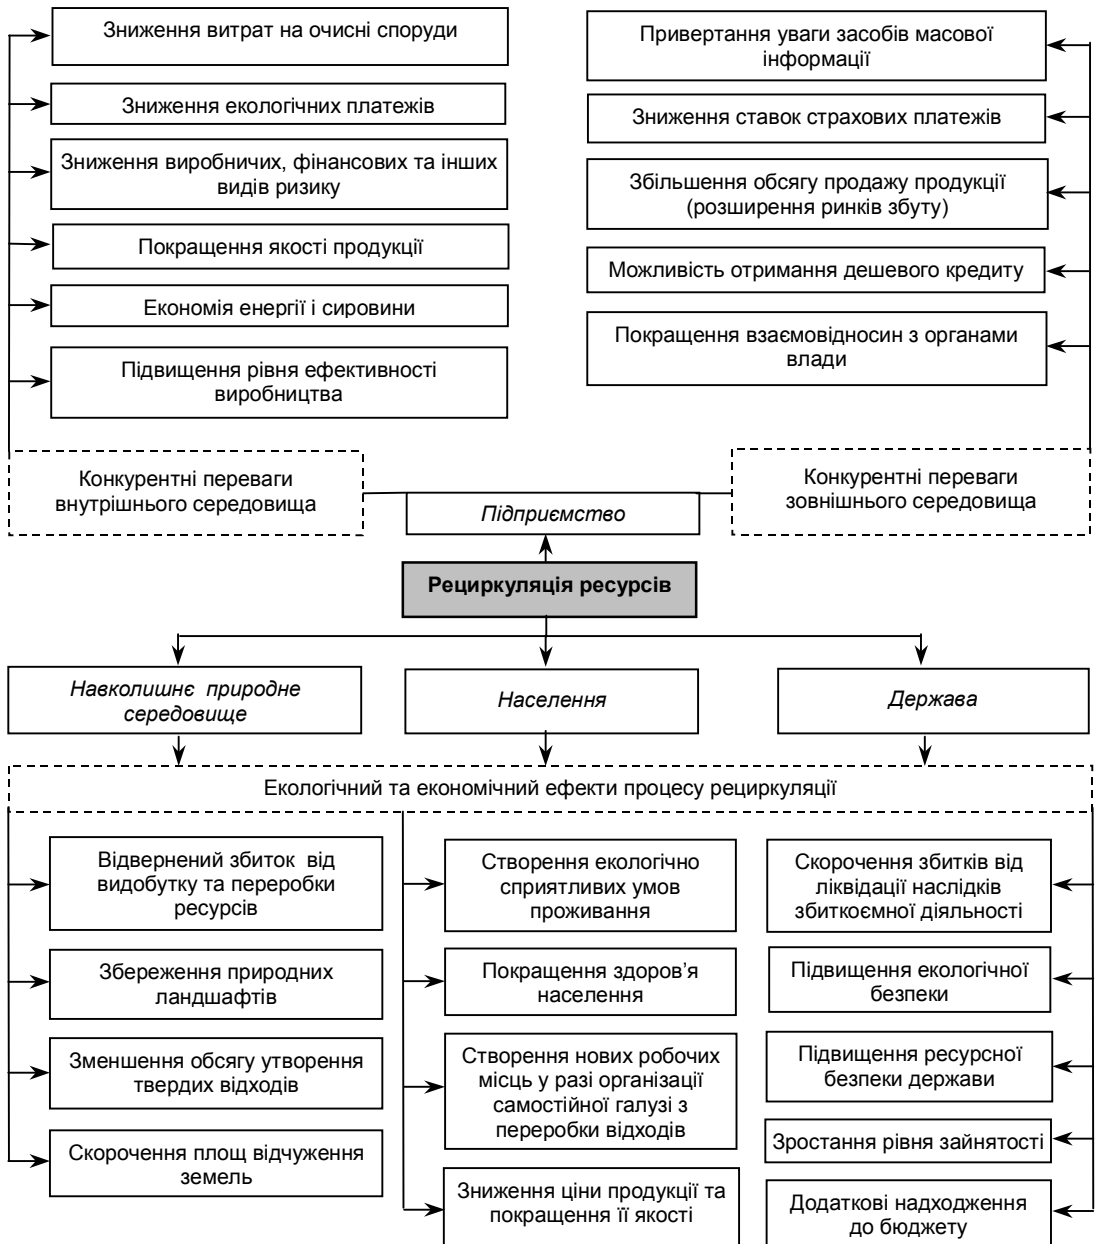 Зниження витрат на очисні споруди
Зниження екологічних платежів
Зниження виробничих, фінансових та інших
видів ризику
Покращення якості продукції
Економія енергії і сировини
Підвищення рівня ефективності
виробництва
Привертання уваги засобів масової
інформації
Зниження ставок страхових платежів
Збільшення обсягу продажу продукції
(розширення ринків збуту)
Можливість отримання дешевого кредиту
Покращення взаємовідносин з органами
влади
Конкурентні переваги
внутрішнього середовища
Підприємство
Конкурентні переваги
зовнішнього середовища
Рециркуляція ресурсів
Навколишнє природне
середовище
Населення
Держава
Екологічний та економічний ефекти процесу рециркуляції
Відвернений збиток від
видобутку та переробки
ресурсів
Збереження природних
ландшафтів
Зменшення обсягу утворення
твердих відходів
Скорочення площ відчуження
земель
Створення екологічно
сприятливих умов
проживання
Покращення здоров’я
населення
Створення нових робочих
місць у разі організації
самостійної галузі з
переробки відходів
Зниження ціни продукції та
покращення її якості
Скорочення збитків від
ліквідації наслідків
збиткоємної діяльності
Підвищення екологічної
безпеки
Підвищення ресурсної
безпеки держави
Зростання рівня зайнятості
Додаткові надходження
до бюджету